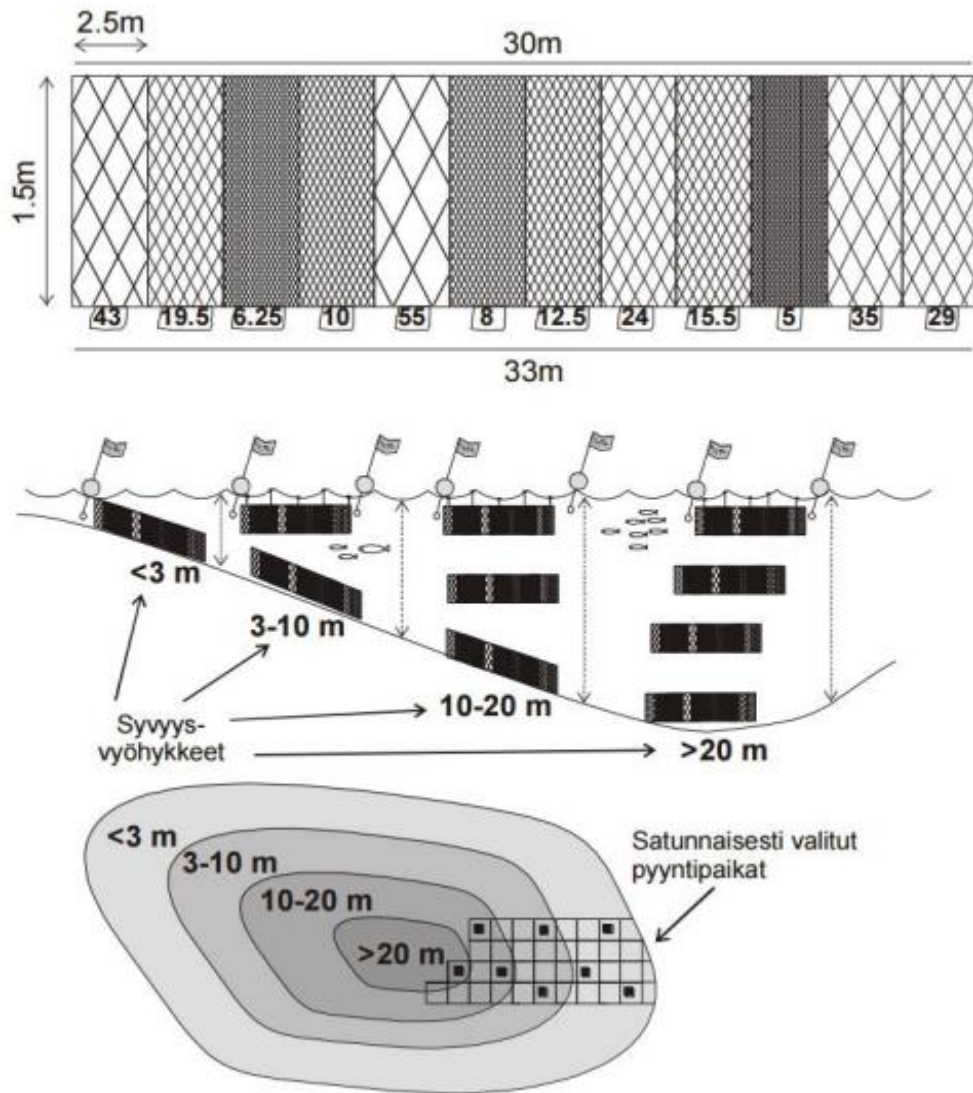 2.5m
30m
1.5m
43 19.5 6.25 10 55 8 12.5 24 15.5 5 35 29
33m
<3 m
3-10 m
10-20 m
>20 m
Syvyys-
vyöhykkeet
<3 m
3-10 m
10-20 m
>20 m
Satunnaisesti valitut
pyyntipaikat